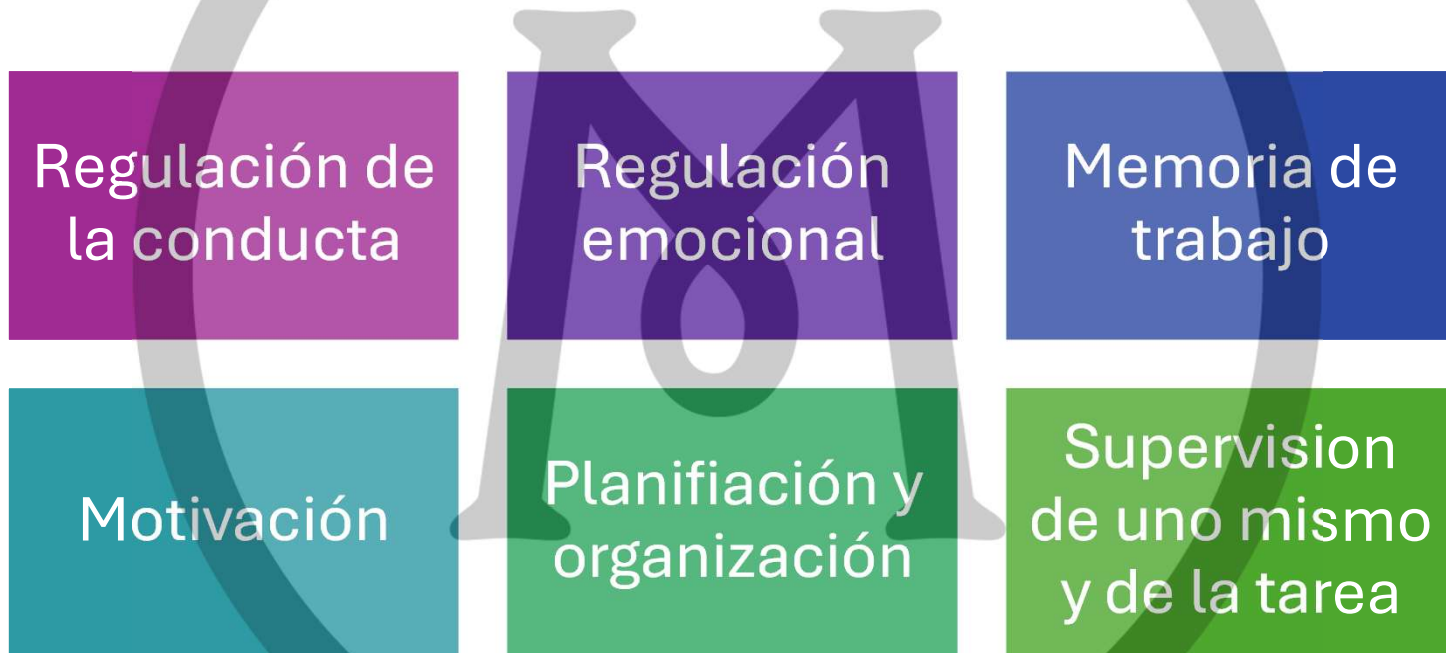 Regulación de
la conducta
Regulación
emocional
Memoria de
trabajo
Motivación
Planifiación y
organización
Supervision
de uno mismo
y de la tarea